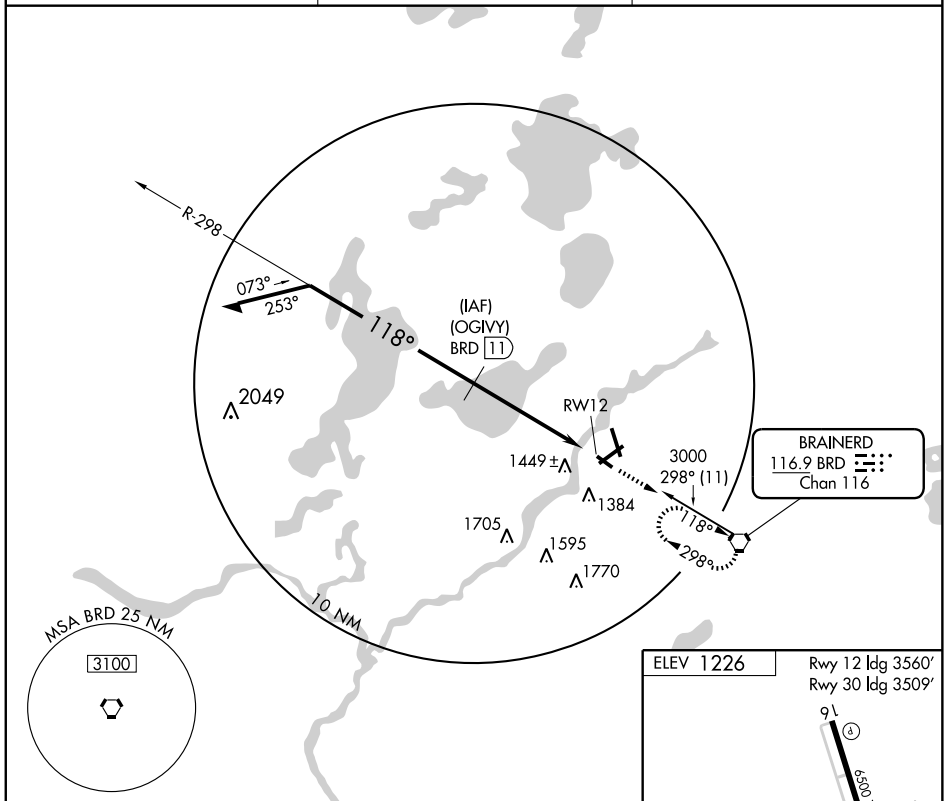 R-298
073°
253°
118°
(IAF)
(OGIVY)
BRD 11
2049
RW12
1449 ±
1384
3000
298° (11)
118°
298°
BRAINERD
116.9 BRD
Chan 116
1705
1595
1770
10 NM
MSA BRD 25 NM
3100
ELEV 1226
Rwy 12 ldg 3560'
Rwy 30 ldg 3509'
16
P
6500